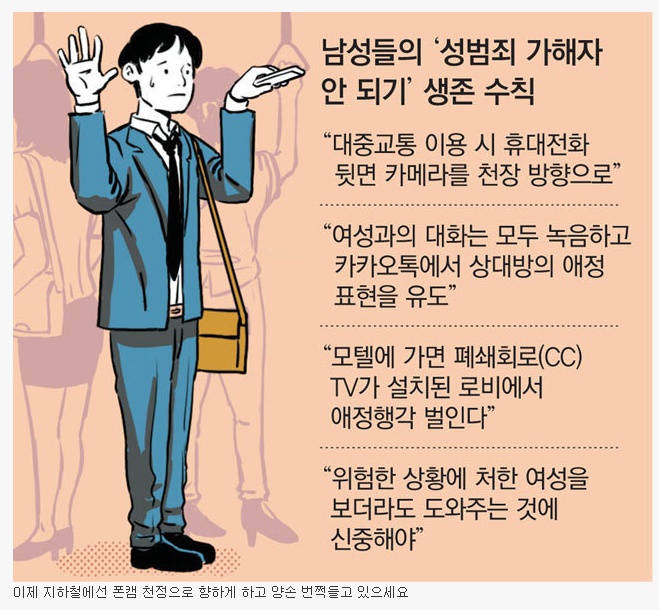 남성들의 ‘성범죄 가해자
안 되기’ 생존 수칙
“대중교통 이용 시 휴대전화
뒷면 카메라를 천장 방향으로”
“여성과의 대화는 모두 녹음하고
카카오톡에서 상대방의 애정
표현을 유도”
“모텔에 가면 폐쇄회로(CC)
TV가 설치된 로비에서
애정행각 벌인다”
“위험한 상황에 처한 여성을
보더라도 도와주는 것에
신중해야”
이제 지하철에선 폰캠 천정으로 향하게 하고 양손 번쩍들고 있으세요